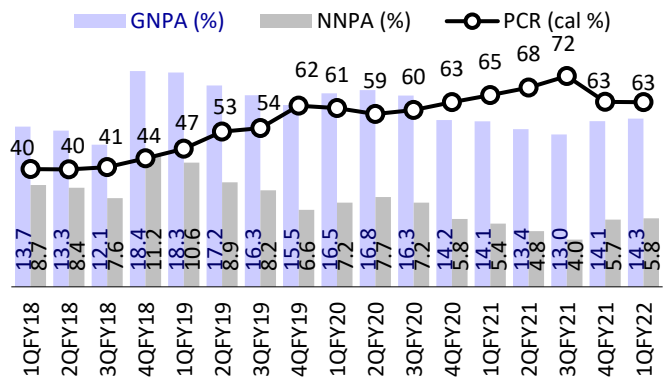 GNPA (%) NNPA (%) PCR (cal %)
40 40 41 44 47 53 54 62 61 59 60 63 65 68 72 63 63
13.7 13.3 12.1 18.4 18.3 17.2 16.3 15.5 16.5 16.8 16.3 14.2 14.1 13.4 13.0 14.1 14.3
8.7 8.4 7.6 11.2 10.6 8.9 8.2 6.6 7.2 7.7 7.2 5.8 5.4 4.8 4.0 5.7 5.8
1QFY18 2QFY18 3QFY18 4QFY18 1QFY19 2QFY19 3QFY19 4QFY19 1QFY20 2QFY20 3QFY20 4QFY20 1QFY21 2QFY21 3QFY21 4QFY21 1QFY22